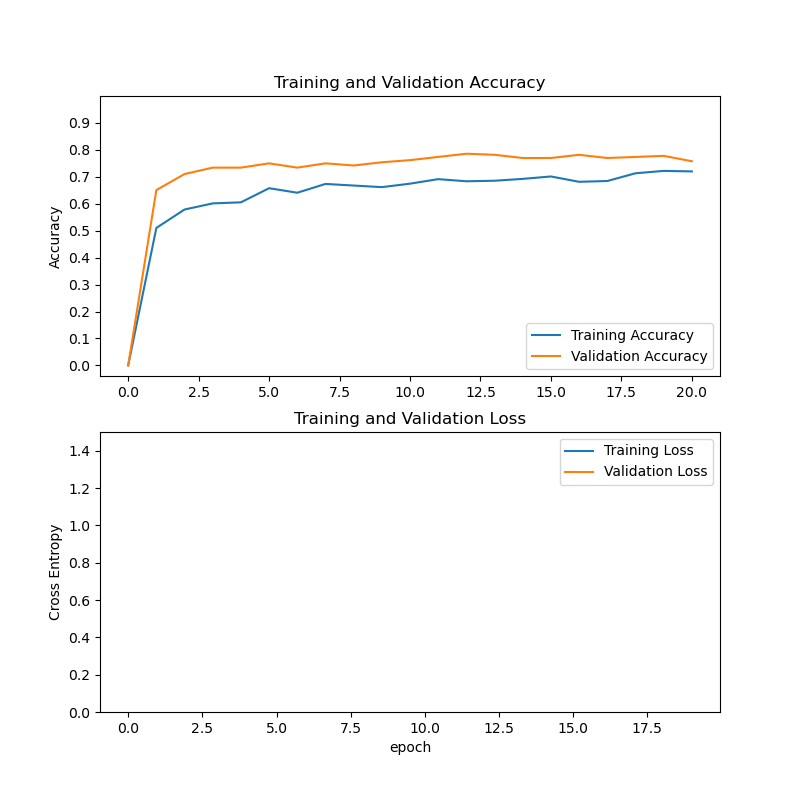 Training and Validation Accuracy
Accuracy
0.9
0.8
0.7
0.6
0.5
0.4
0.3
0.2
0.1
0.0
Training Accuracy
Validation Accuracy
0.0 2.5 5.0 7.5 10.0 12.5 15.0 17.5 20.0
Training and Validation Loss
Cross Entropy
1.4
1.2
1.0
0.8
0.6
0.4
0.2
0.0
Training Loss
Validation Loss
0.0 2.5 5.0 7.5 10.0 12.5 15.0 17.5
epoch